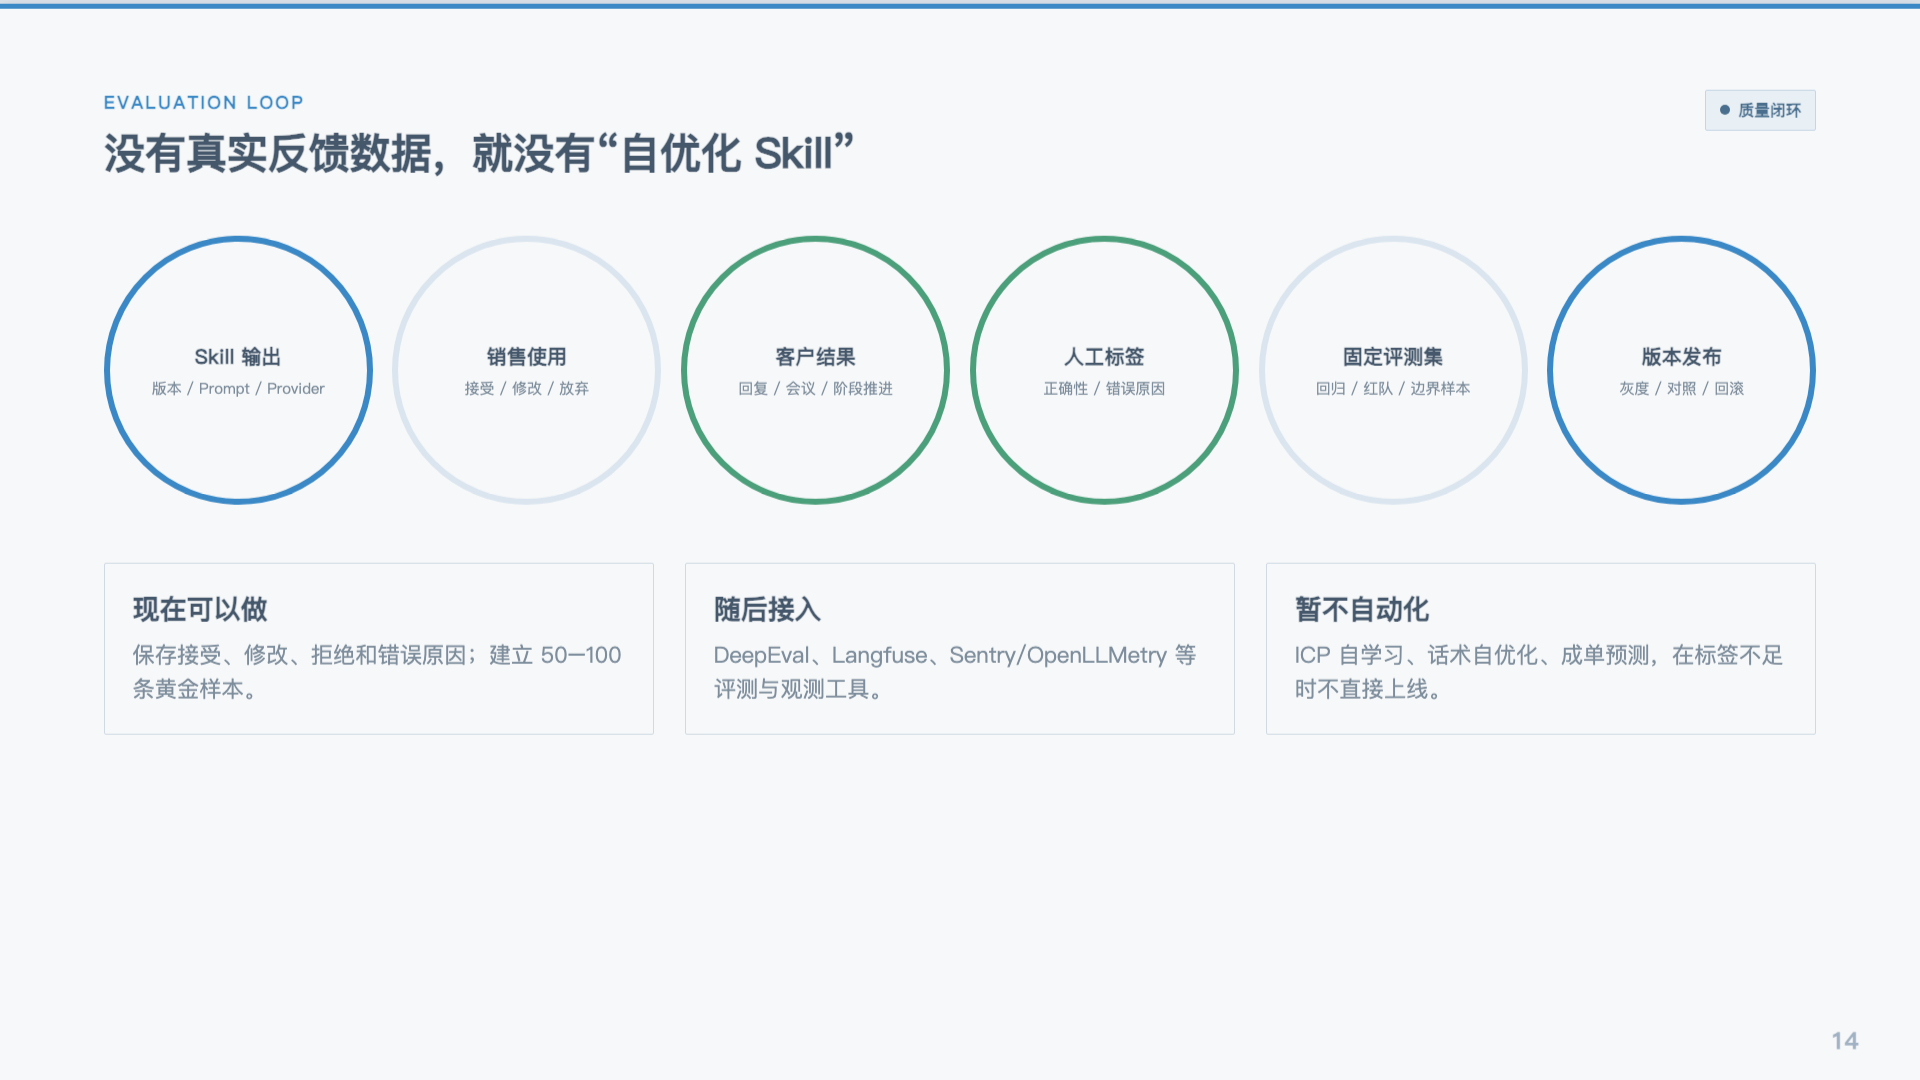 EVALUATION LOOP
没有真实反馈数据，就没有“自优化 Skill”
质量闭环
Skill 输出
版本 / Prompt / Provider
销售使用
接受 / 修改 / 放弃
客户结果
回复 / 会议 / 阶段推进
人工标签
正确性 / 错误原因
固定评测集
回归 / 红队 / 边界样本
版本发布
灰度 / 对照 / 回滚
现在可以做
保存接受、修改、拒绝和错误原因；建立 50—100
条黄金样本。
随后接入
DeepEval、Langfuse、Sentry/OpenLLMetry 等
评测与观测工具。
暂不自动化
ICP 自学习、话术自优化、成单预测，在标签不足
时不直接上线。
14